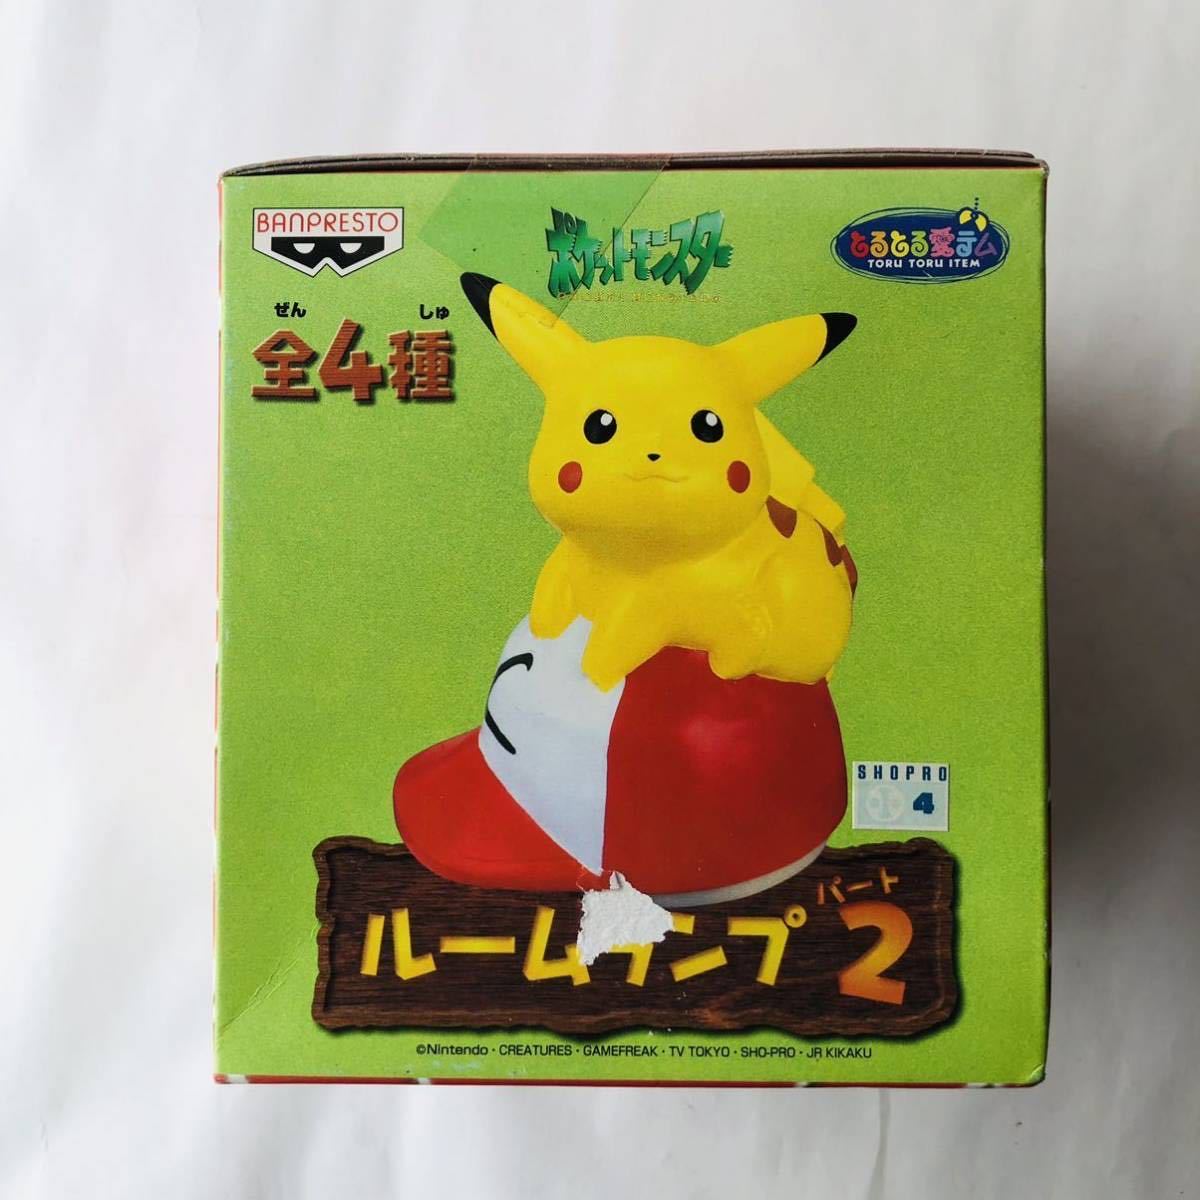 BANPRESTO
ポケットモンスター
とるとる愛テム
TORU TORU ITEM
ぜん しゅ
全4種
SHOPRO
4
パート
ルームランプ2
©Nintendo・CREATURES・GAMEFREAK・TV TOKYO・SHO-PRO・JR KIKAKU